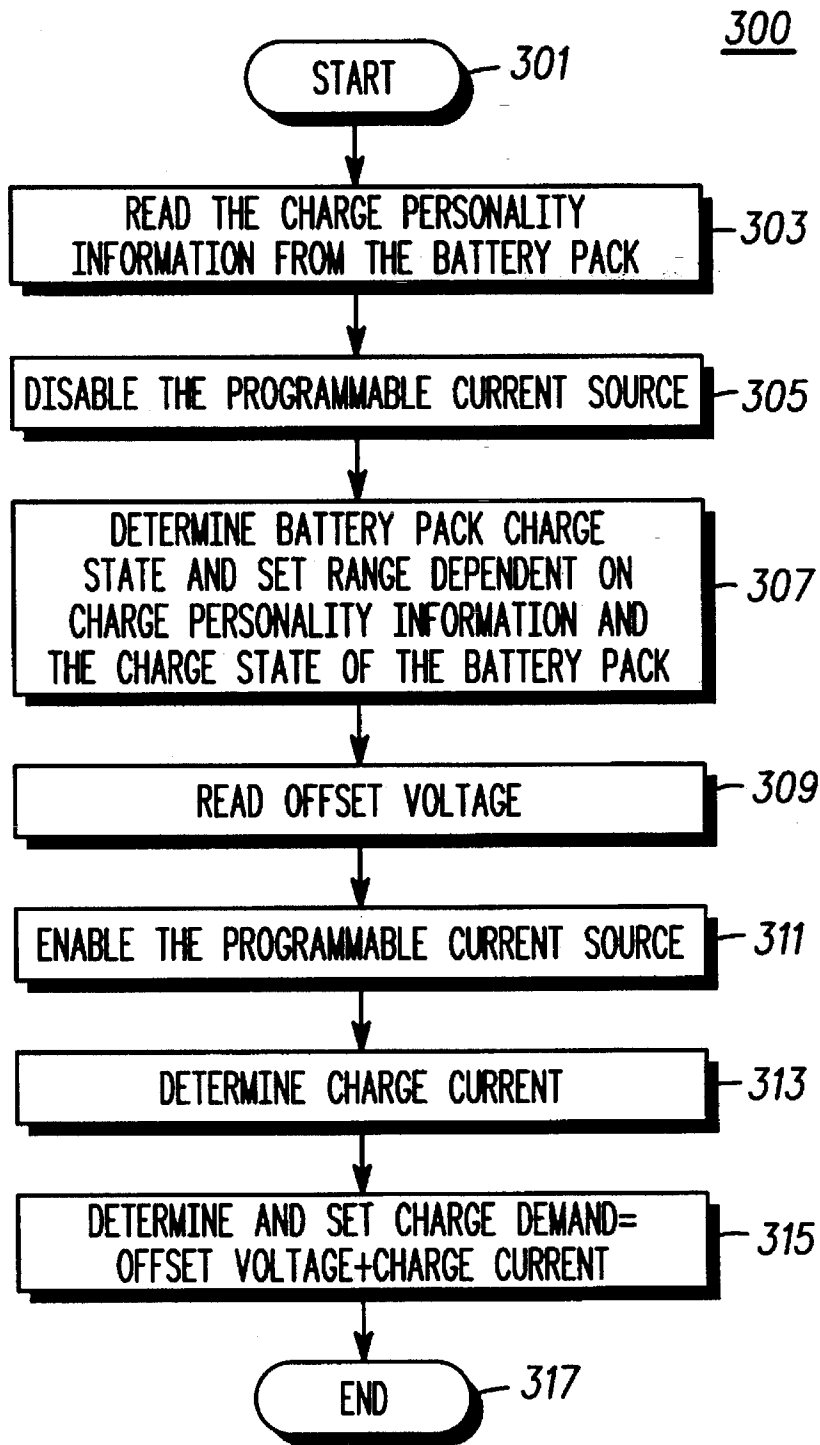 300
START
301
READ THE CHARGE PERSONALITY
INFORMATION FROM THE BATTERY PACK
303
DISABLE THE PROGRAMMABLE CURRENT SOURCE
305
DETERMINE BATTERY PACK CHARGE
STATE AND SET RANGE DEPENDENT ON
CHARGE PERSONALITY INFORMATION AND
THE CHARGE STATE OF THE BATTERY PACK
307
READ OFFSET VOLTAGE
309
ENABLE THE PROGRAMMABLE CURRENT SOURCE
311
DETERMINE CHARGE CURRENT
313
DETERMINE AND SET CHARGE DEMAND=
OFFSET VOLTAGE+CHARGE CURRENT
315
END
317